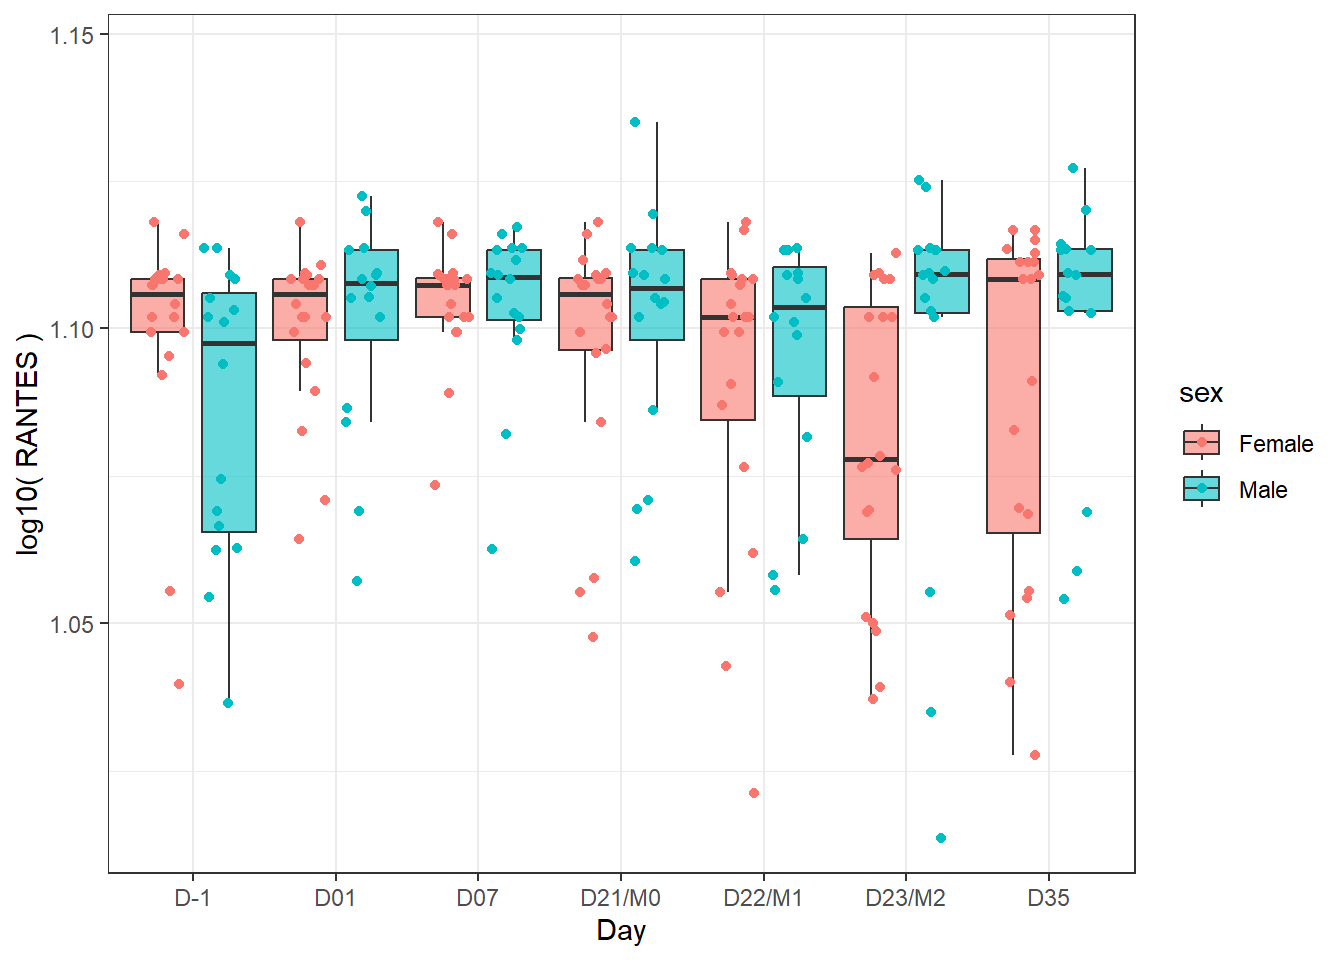 1.15
1.10
1.05
log10( RANTES )
D-1
D01
D07
D21/M0
D22/M1
D23/M2
D35
Day
sex
Female
Male